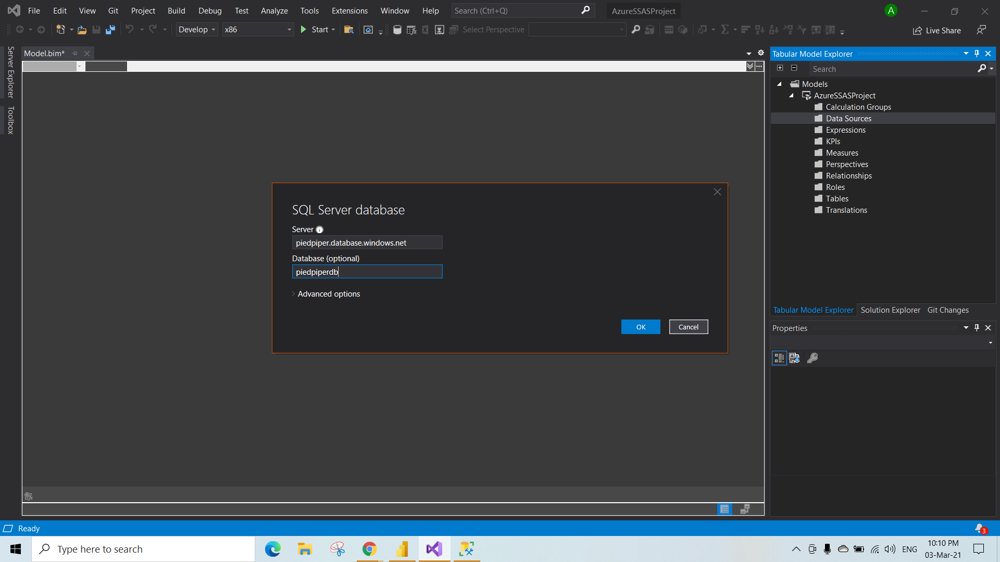 File Edit View Git Project Build Debug Test Analyze Tools Extensions Window Help Search (Ctrl+Q) AzureSSASProject A
Develop x86 Start Select Perspective Live Share
Server Explorer
Toolbox
Model.bim*
Tabular Model Explorer
Search
Models
AzureSSASProject
Calculation Groups
Data Sources
Expressions
KPIs
Measures
Perspectives
Relationships
Roles
Tables
Translations
SQL Server database
Server
piedpiper.database.windows.net
Database (optional)
piedpiperdb
Advanced options
OK Cancel
Tabular Model Explorer Solution Explorer Git Changes
Properties
Ready
3
Type here to search
ENG
10:10 PM
03-Mar-21